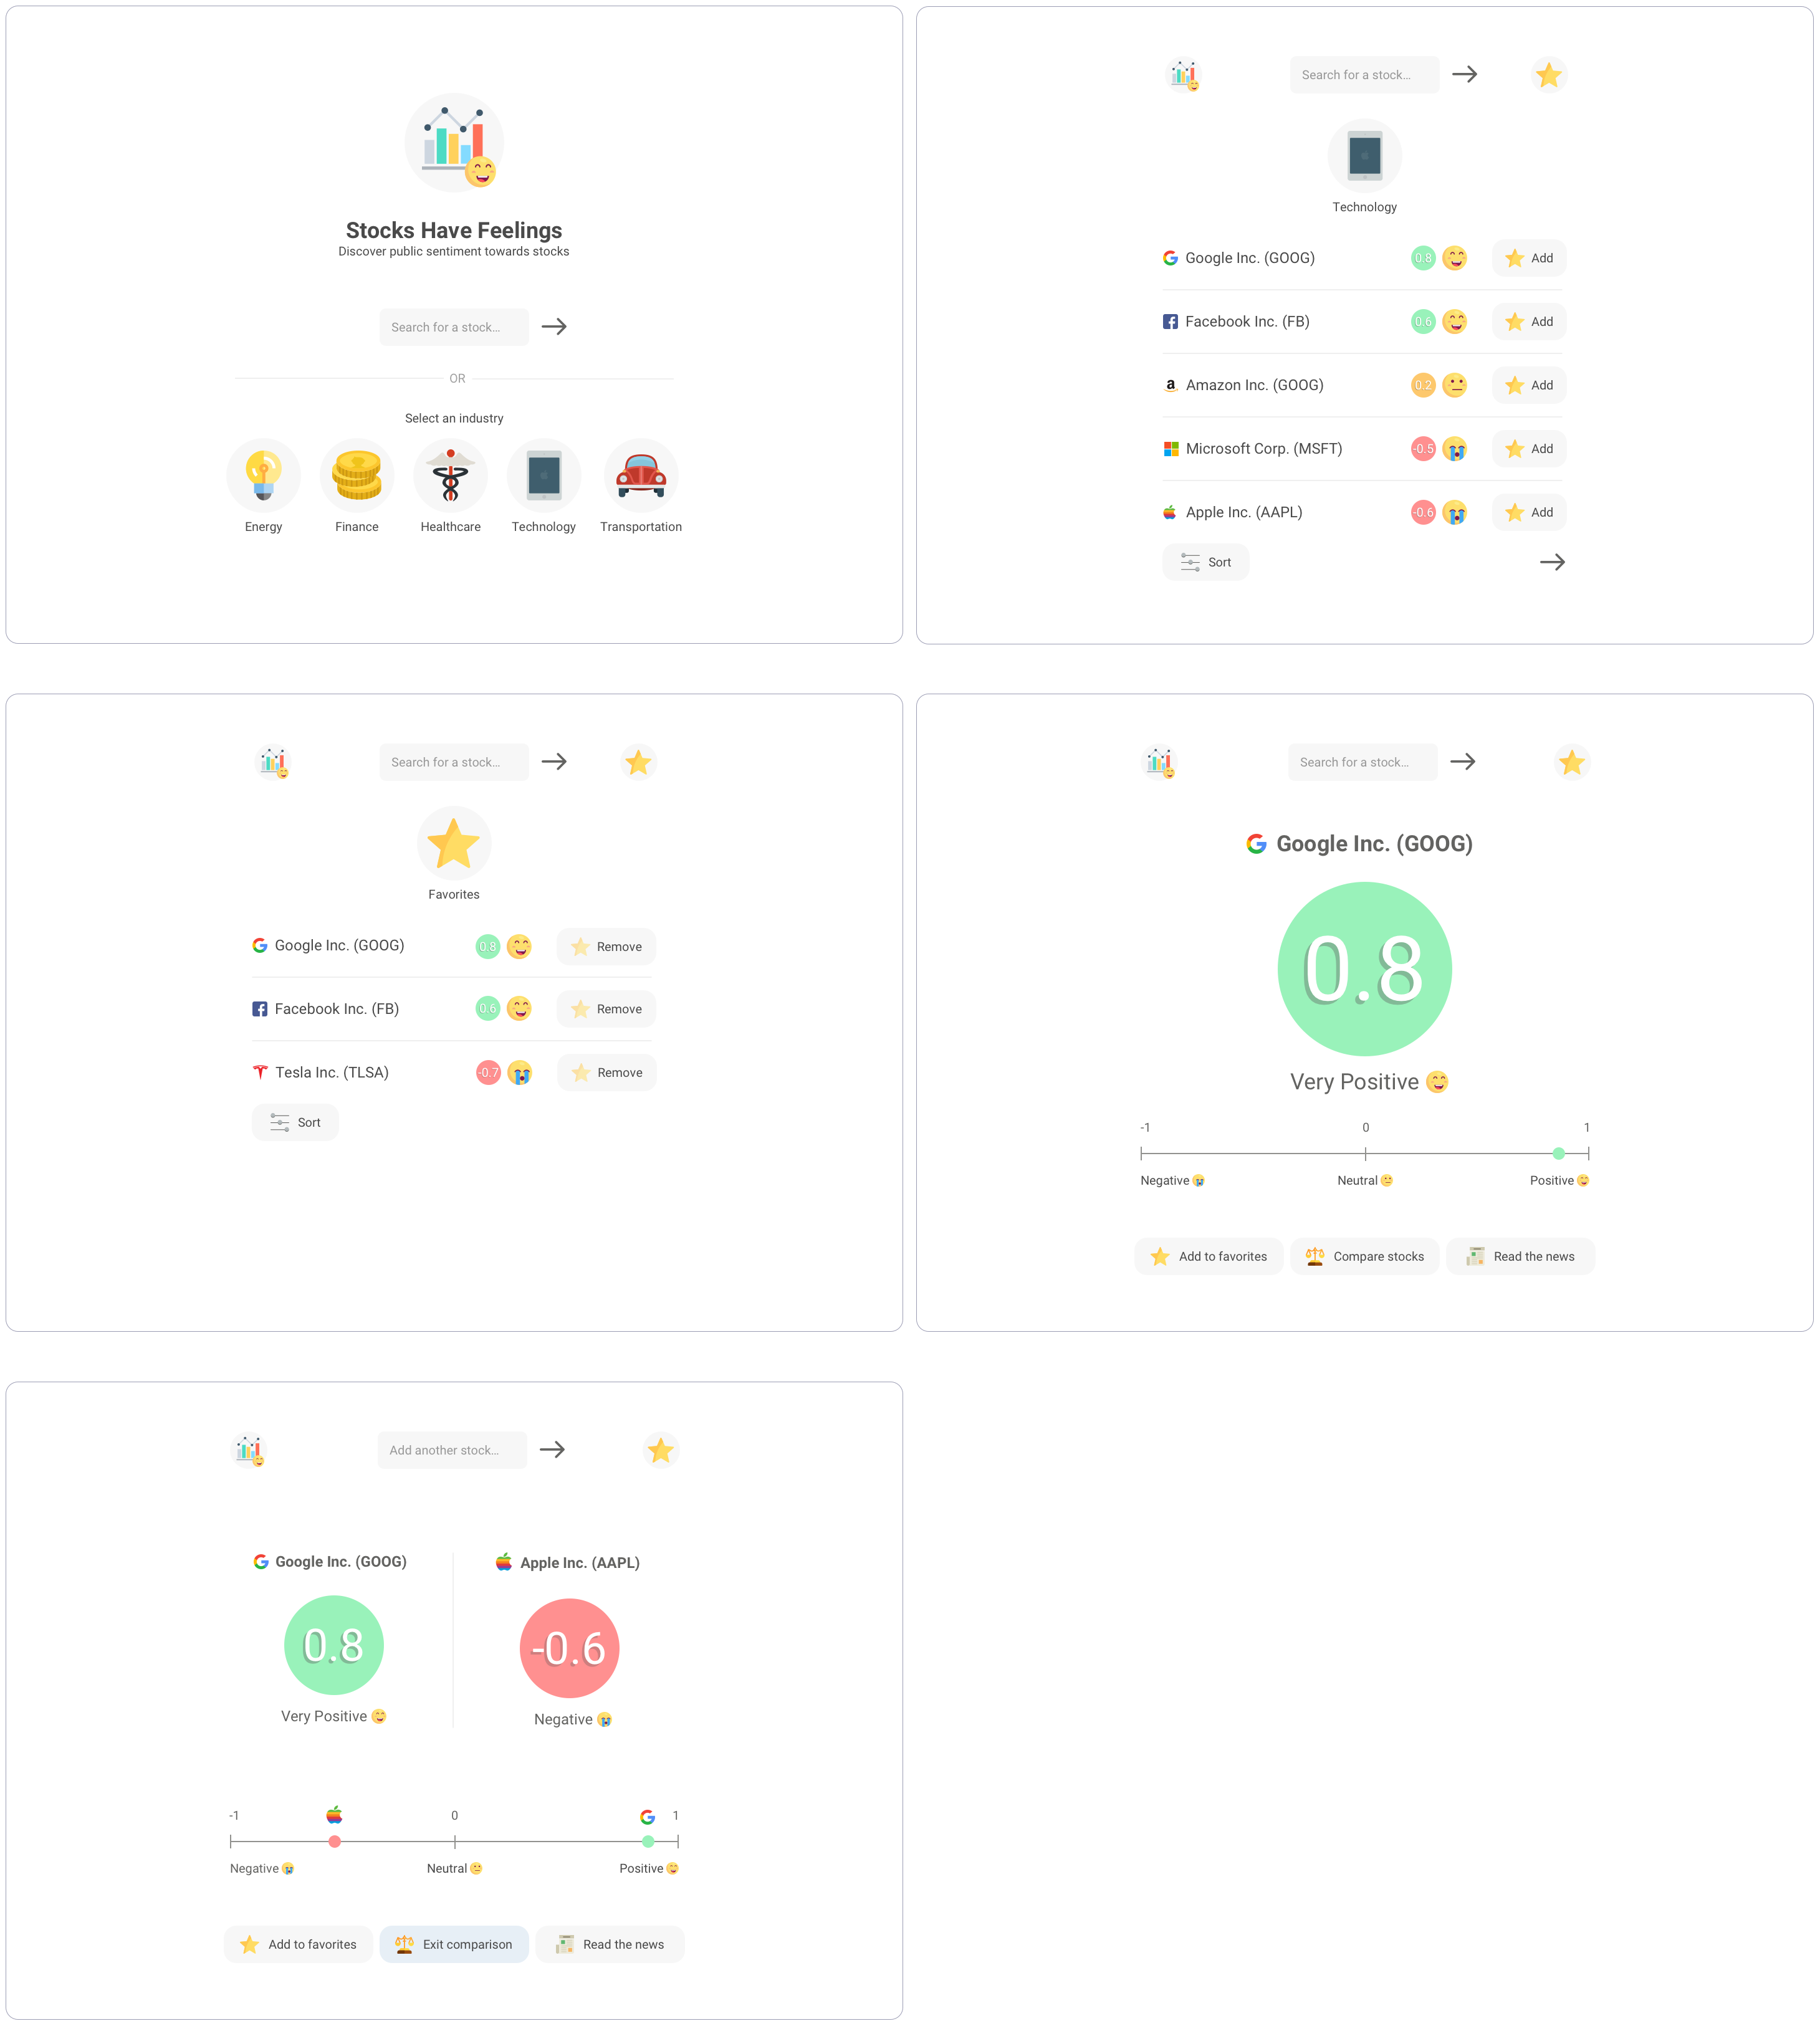 Stocks Have Feelings
Discover public sentiment towards stocks
Search for a stock...
OR
Select an industry
Energy Finance Healthcare Technology Transportation
Search for a stock...
Technology
Google Inc. (GOOG) 0.8 Add
Facebook Inc. (FB) 0.6 Add
a Amazon Inc. (GOOG) 0.2 Add
Microsoft Corp. (MSFT) -0.5 Add
Apple Inc. (AAPL) -0.6 Add
Sort
Search for a stock...
Favorites
Google Inc. (GOOG) 0.8 Remove
Facebook Inc. (FB) 0.6 Remove
Tesla Inc. (TLSA) -0.7 Remove
Sort
Search for a stock...
G Google Inc. (GOOG)
0.8
Very Positive
-1 0 1
Negative Neutral Positive
Add to favorites Compare stocks Read the news
Add another stock...
Google Inc. (GOOG) Apple Inc. (AAPL)
0.8 -0.6
Very Positive Negative
-1 0 1
Negative Neutral Positive
Add to favorites Exit comparison Read the news